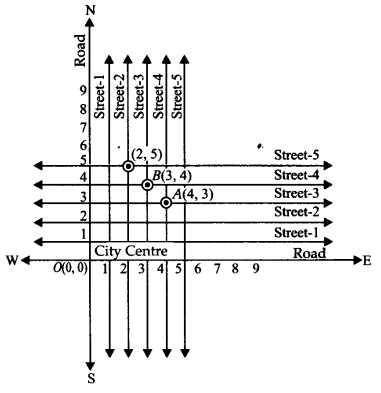 N
Road
Street-1
Street-2
Street-3
Street-4
Street-5
9
8
7
6
5
4
3
2
1
(2, 5)
B(3, 4)
A(4, 3)
Street-5
Street-4
Street-3
Street-2
Street-1
City Centre
Road
W
E
O(0, 0)
1 2 3 4 5 6 7 8 9
S